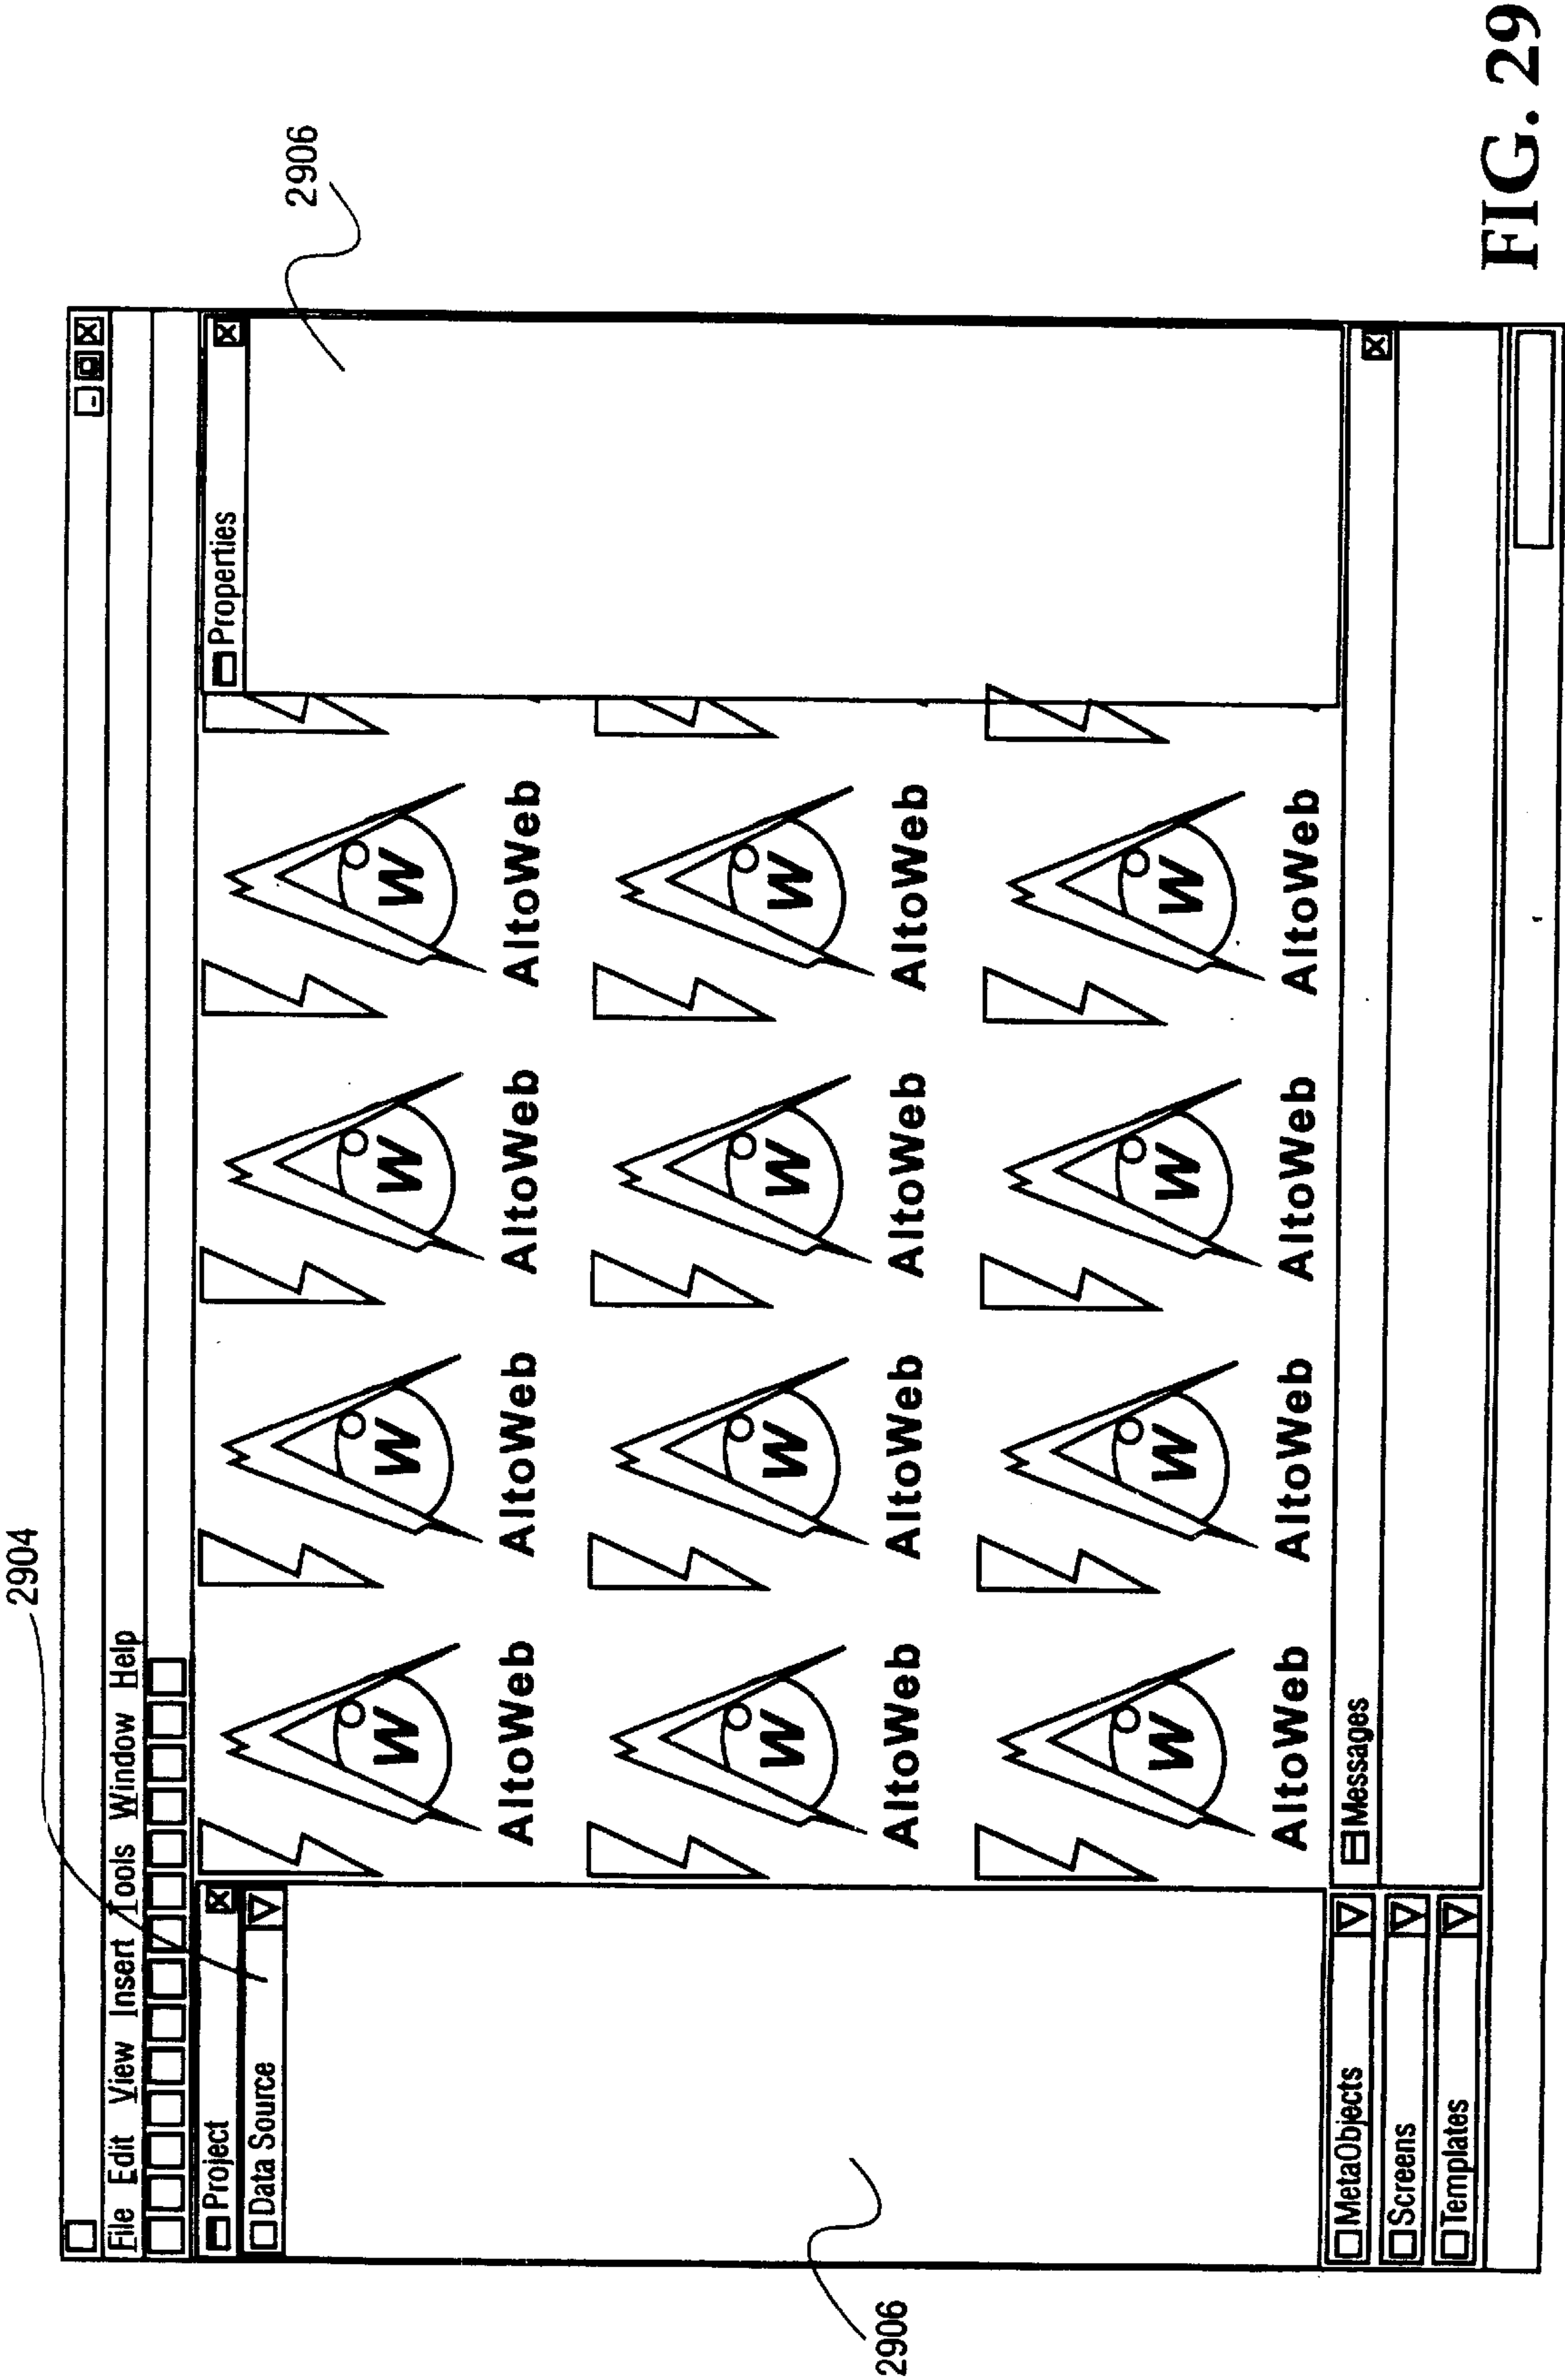 2904
2906
File Edit View Insert Tools Window Help
Project
Data Source
Properties
W W W W
AltoWeb AltoWeb AltoWeb AltoWeb
W W W W
AltoWeb AltoWeb AltoWeb AltoWeb
W W W W
AltoWeb AltoWeb AltoWeb AltoWeb
2906
MetaObjects
Screens
Templates
Messages
FIG. 29